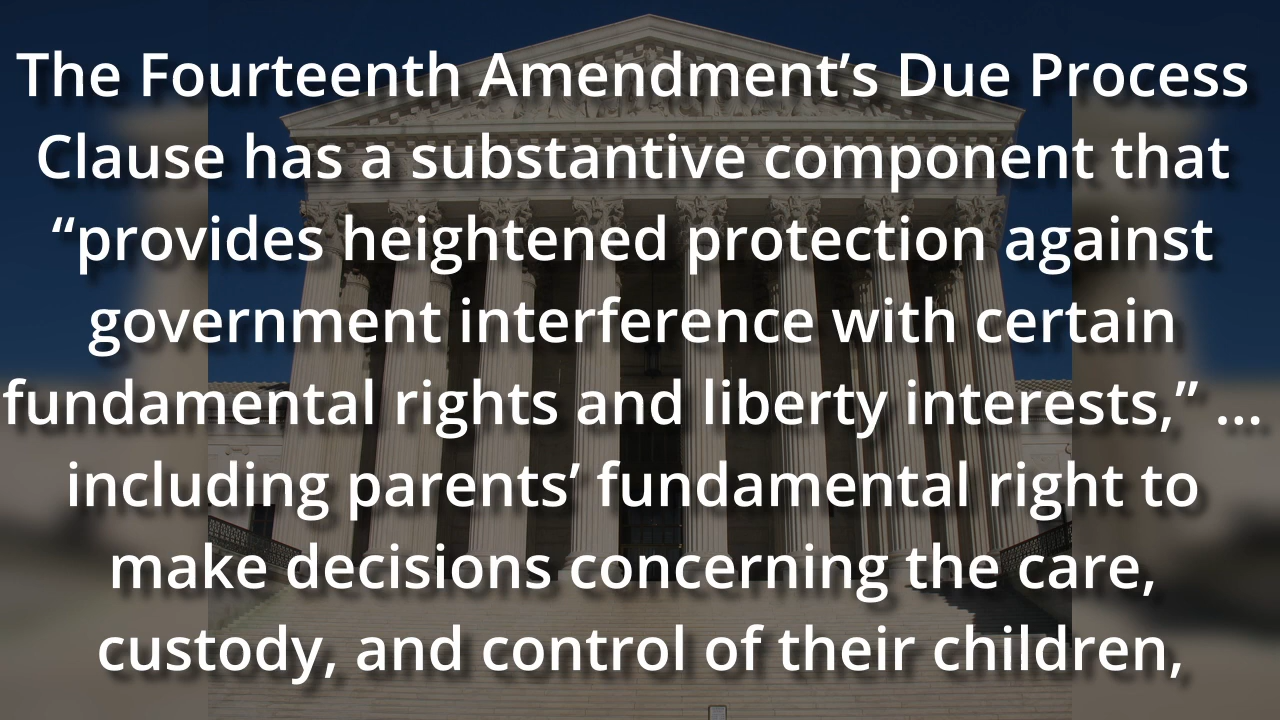 The Fourteenth Amendment’s Due Process
Clause has a substantive component that
“provides heightened protection against
government interference with certain
fundamental rights and liberty interests,” ...
including parents’ fundamental right to
make decisions concerning the care,
custody, and control of their children,